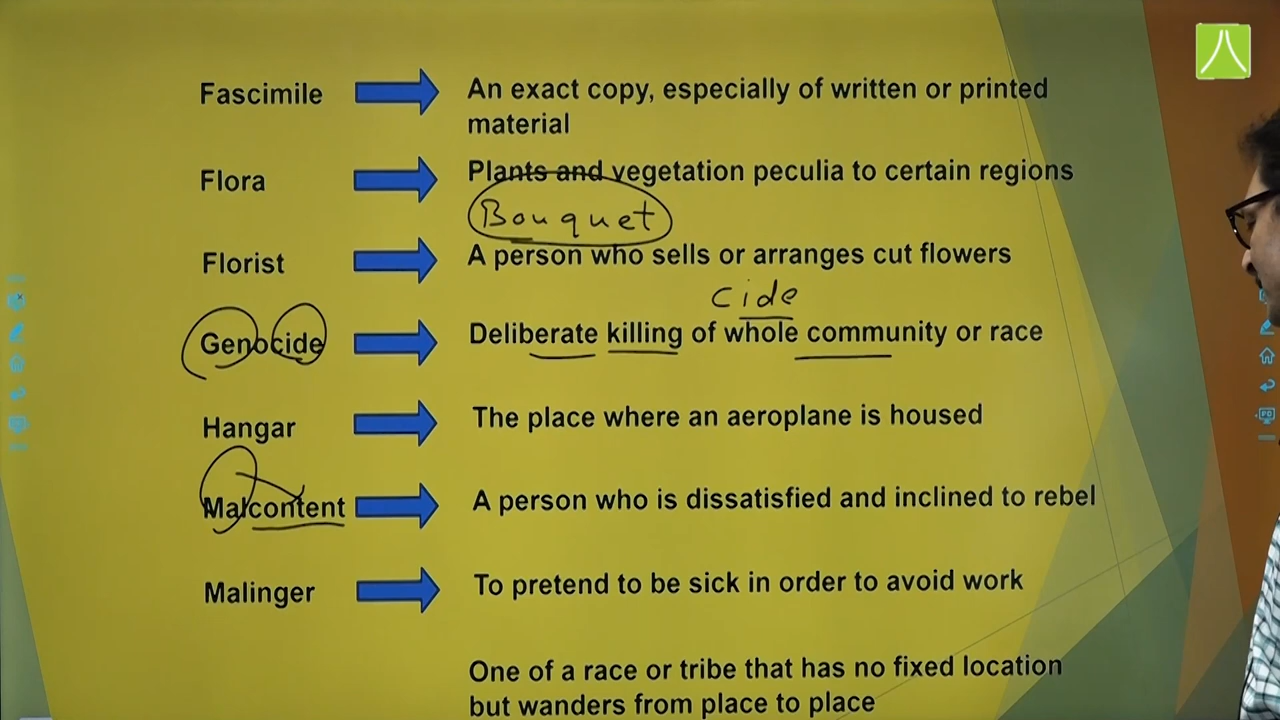 Fascimile An exact copy, especially of written or printed
material
Flora Plants and vegetation peculia to certain regions
Bouquet
Florist A person who sells or arranges cut flowers
cide
Genocide Deliberate killing of whole community or race
Hangar The place where an aeroplane is housed
Malcontent A person who is dissatisfied and inclined to rebel
Malinger To pretend to be sick in order to avoid work
One of a race or tribe that has no fixed location
but wanders from place to place